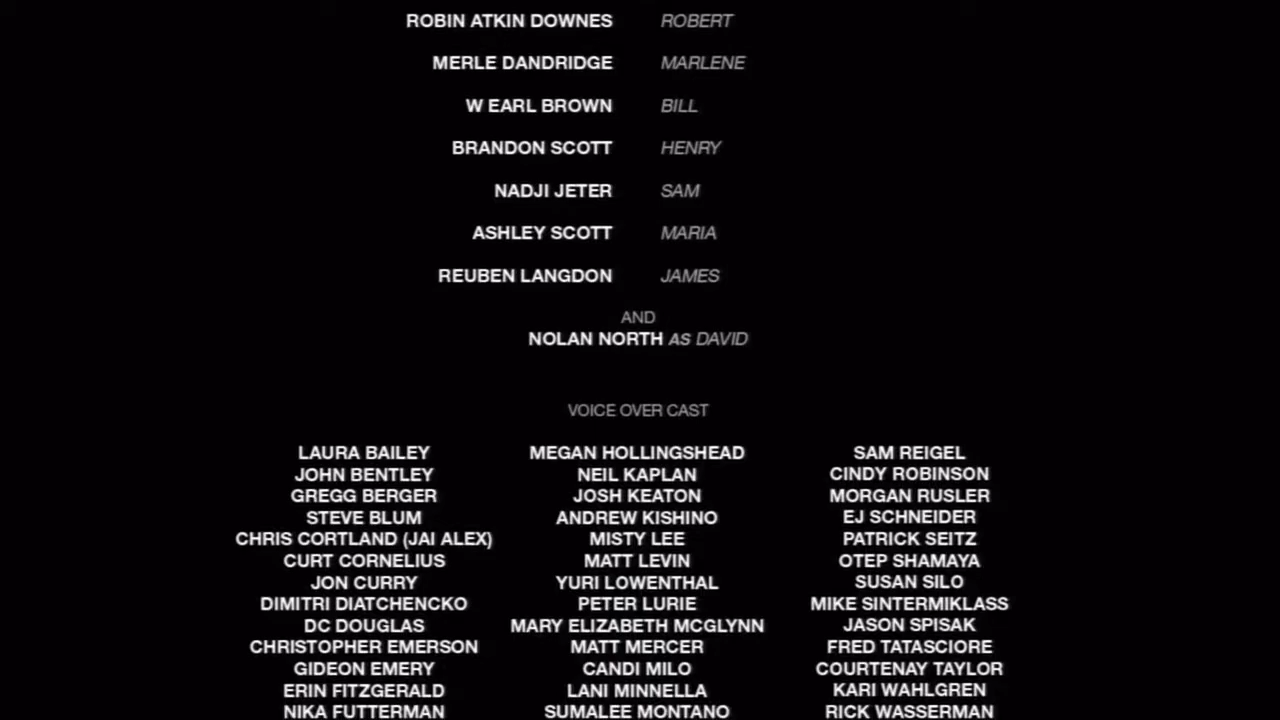 ROBIN ATKIN DOWNES ROBERT
MERLE DANDRIDGE MARLENE
W EARL BROWN BILL
BRANDON SCOTT HENRY
NADJI JETER SAM
ASHLEY SCOTT MARIA
REUBEN LANGDON JAMES
AND
NOLAN NORTH AS DAVID
VOICE OVER CAST
LAURA BAILEY MEGAN HOLLINGSHEAD SAM REIGEL
JOHN BENTLEY NEIL KAPLAN CINDY ROBINSON
GREGG BERGER JOSH KEATON MORGAN RUSLER
STEVE BLUM ANDREW KISHINO EJ SCHNEIDER
CHRIS CORTLAND (JAI ALEX) MISTY LEE PATRICK SEITZ
CURT CORNELIUS MATT LEVIN OTEP SHAMAYA
JON CURRY YURI LOWENTHAL SUSAN SILO
DIMITRI DIATCHENCKO PETER LURIE MIKE SINTERMIKLASS
DC DOUGLAS MARY ELIZABETH MCGLYNN JASON SPISAK
CHRISTOPHER EMERSON MATT MERCER FRED TATASCIORE
GIDEON EMERY CANDI MILO COURTENAY TAYLOR
ERIN FITZGERALD LANI MINNELLA KARI WAHLGREN
NIKA FUTTERMAN SUMALEE MONTANO RICK WASSERMAN